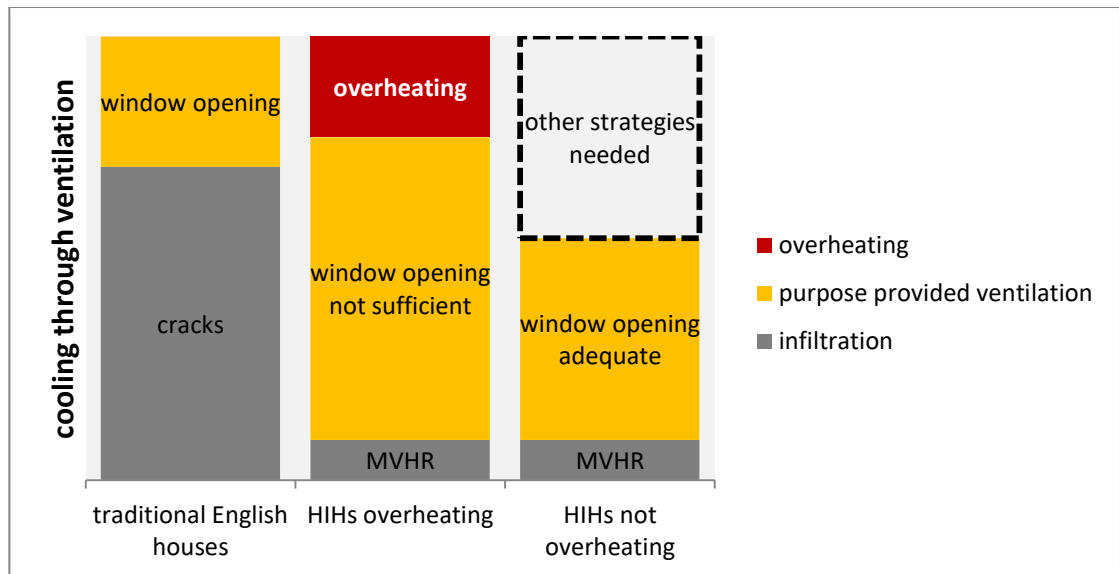 cooling through ventilation
window opening
cracks
overheating
window opening
not sufficient
MVHR
other strategies
needed
window opening
adequate
MVHR
traditional English
houses
HIHs overheating
HIHs not
overheating
overheating
purpose provided ventilation
infiltration